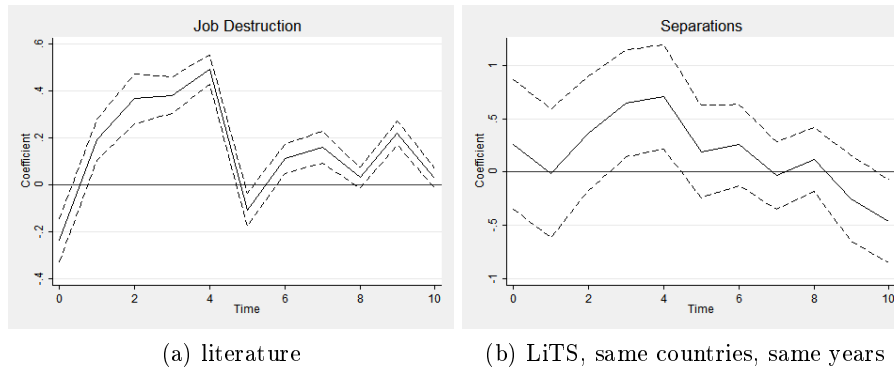 Job Destruction
Coefficient
.6
.4
.2
0
-.2
-.4
0 2 4 6 8 10
Time
(a) literature
Separations
Coefficient
1
.5
0
-.5
-1
0 2 4 6 8 10
Time
(b) LiTS, same countries, same years